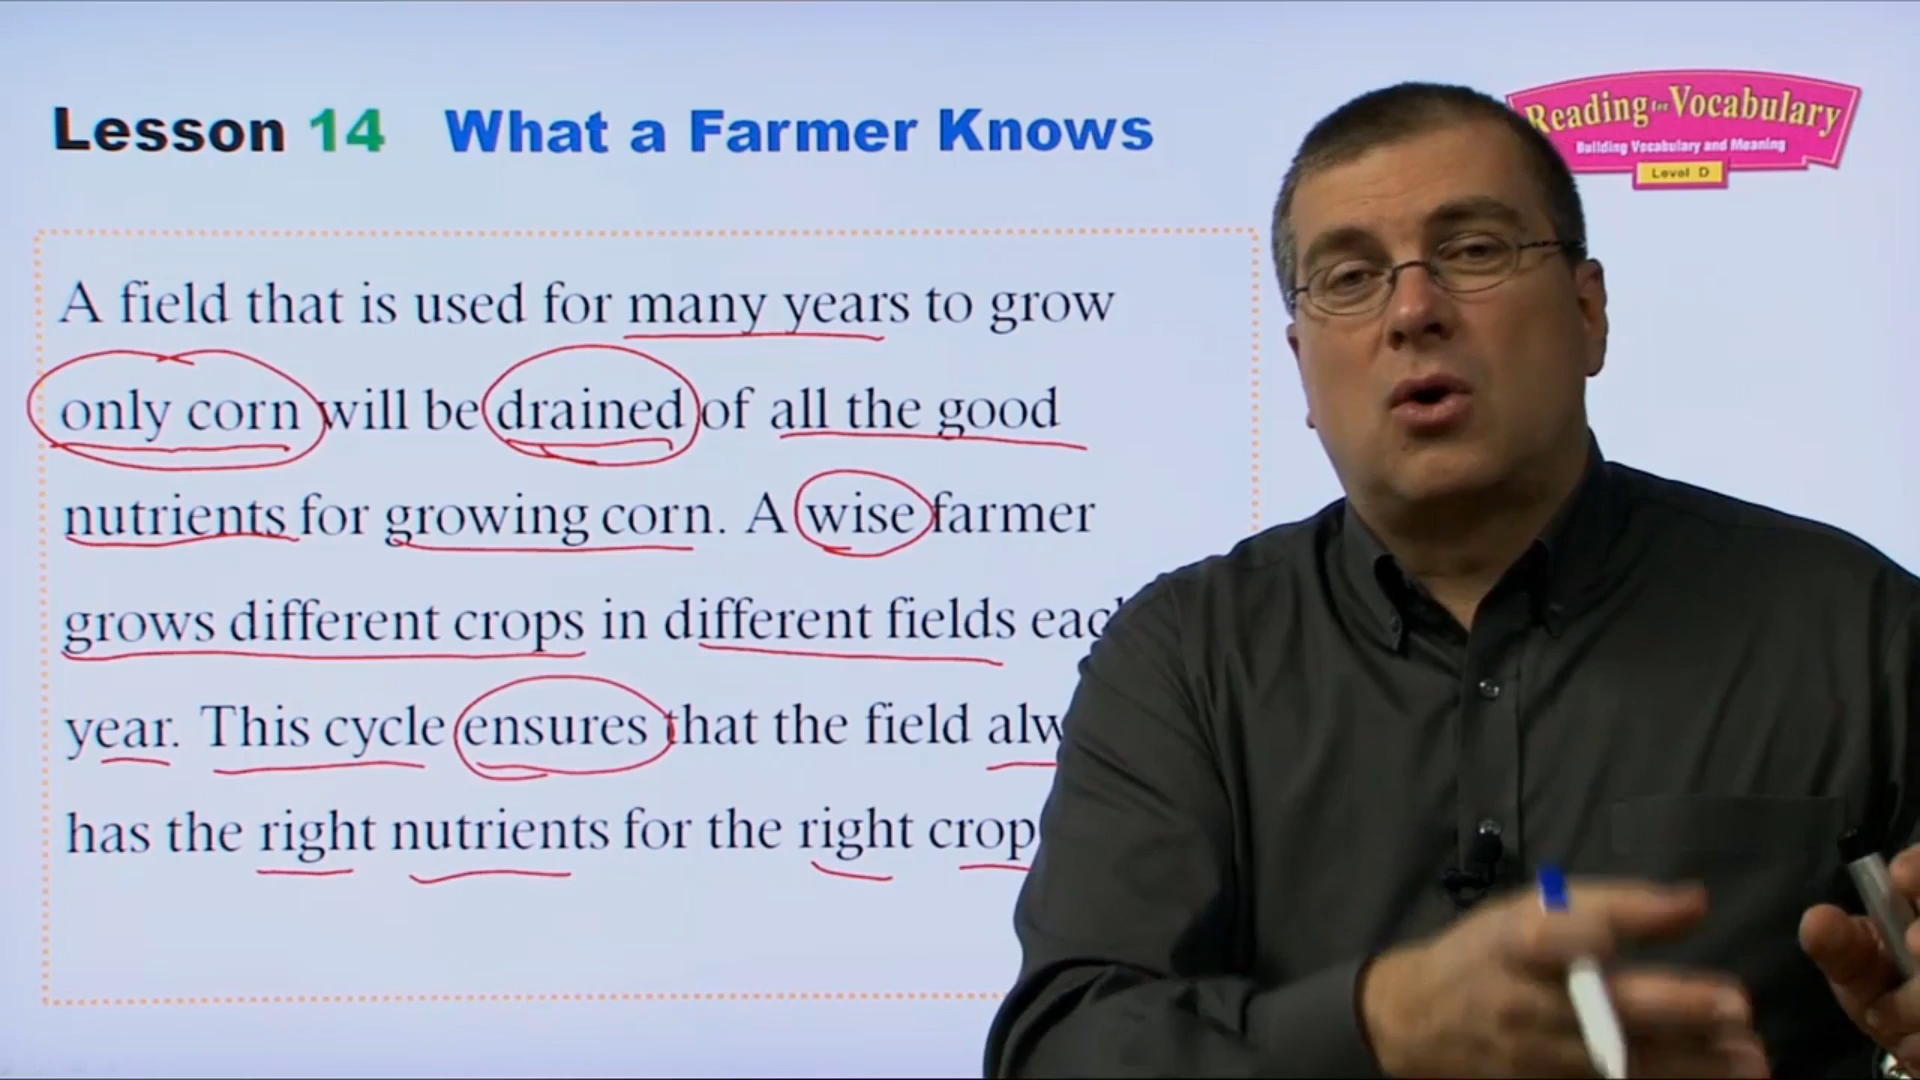 Lesson 14 What a Farmer Knows
Reading for Vocabulary
Building Vocabulary and Meaning
Level D
A field that is used for many years to grow
only corn will be drained of all the good
nutrients for growing corn. A wise farmer
grows different crops in different fields
year. This cycle ensures that the field
has the right nutrients for the right crop